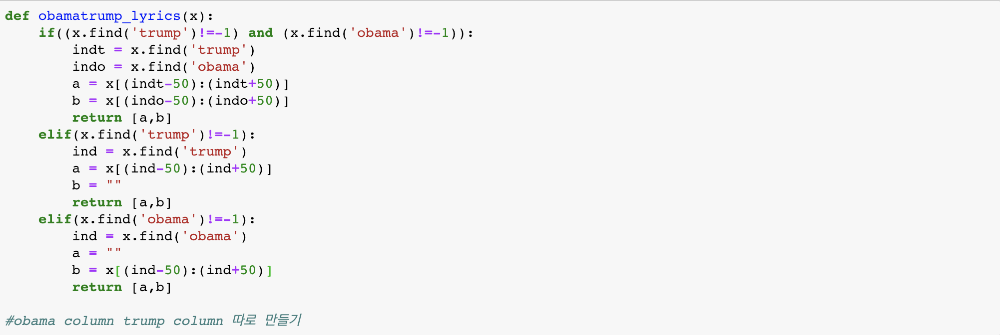 def obamatrump_lyrics(x):
    if((x.find('trump')!=-1) and (x.find('obama')!=-1)):
        indt = x.find('trump')
        indo = x.find('obama')
        a = x[(indt-50):(indt+50)]
        b = x[(indo-50):(indo+50)]
        return [a,b]
    elif(x.find('trump')!=-1):
        ind = x.find('trump')
        a = x[(ind-50):(ind+50)]
        b = ""
        return [a,b]
    elif(x.find('obama')!=-1):
        ind = x.find('obama')
        a = ""
        b = x[(ind-50):(ind+50)]
        return [a,b]
#obama column trump column 따로 만들기